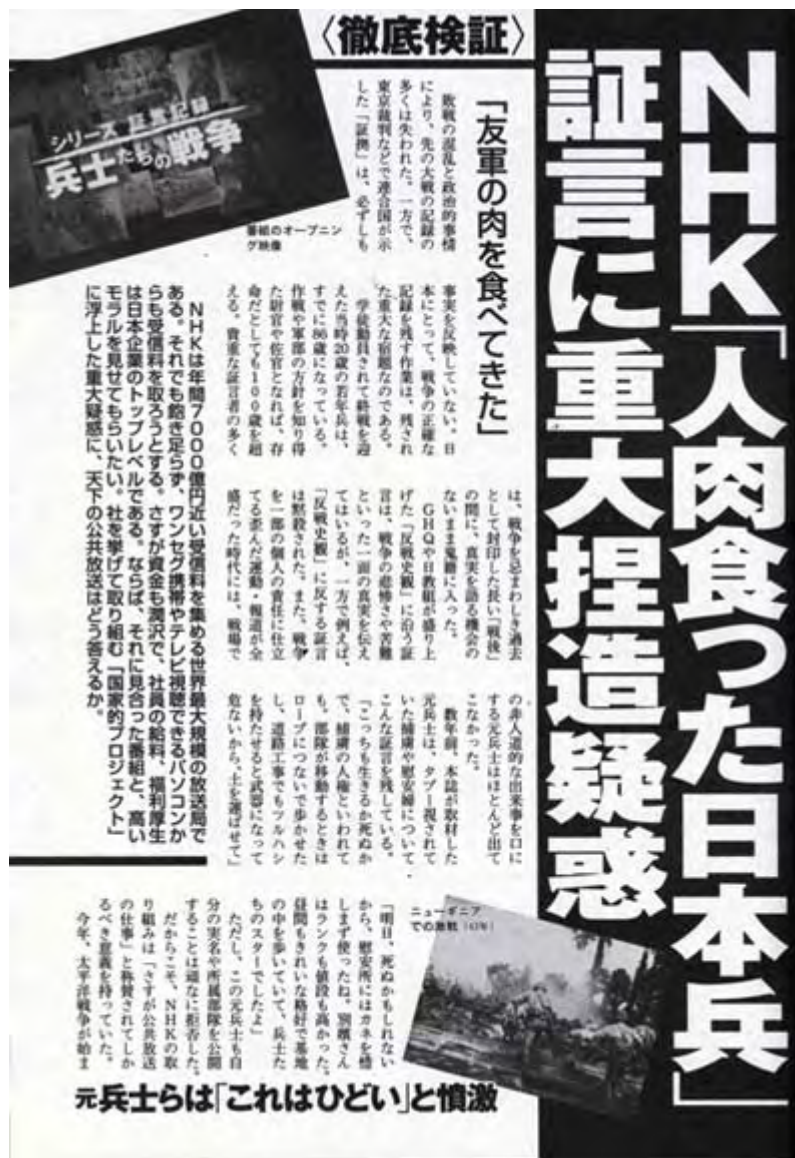 NHK「人肉食った日本兵」
証言に重大捏造疑惑
〈徹底検証〉
「友軍の肉を食べてきた」
シリーズ 証言記録
兵士たちの戦争
番組のオープニン
グ映像
敗戦の混乱と政治的事情
により、先の大戦の記録の
多くは失われた。一方で、
東京裁判などで連合国が示
した「証拠」は、必ずしも
事実を反映していない。日
本にとって、戦争の正確な
記録を残す作業は、残され
た重大な宿題なのである。
学徒動員されて終戦を迎
えた当時20歳の若年兵は、
すでに86歳になっている。
作戦や軍部の方針を知り得
た尉官や佐官となれば、存
命だとしても100歳を超
える。貴重な証言者の多く
は、戦争を忌まわしき過去
として封印した長い「戦後」
の間に、真実を語る機会の
ないまま鬼籍に入った。
GHQや日教組が盛り上
げた「反戦史観」に沿う証
言は、戦争の悲惨さや苦難
といった一面の真実を伝え
てはいるが、一方で例えば、
「反戦史観」に反する証言
は黙殺された。また、戦争
を一部の個人の責任に仕立
てる歪んだ運動・報道が全
盛だった時代には、戦場で
の非人道的な出来事を口に
する元兵士はほとんど出て
こなかった。
数年前、本誌が取材した
元兵士は、タブー視されて
いた捕虜や慰安婦について、
こんな証言を残している。
「こっちも生きるか死ぬか
で、捕虜の人権といわれて
も。部隊が移動するときは
ロープにつないで歩かせた
し、道路工事でもツルハシ
を持たせると武器になって
危ないから、土を運ばせて」
「明日、死ぬかもしれない
から、慰安所にはカネを惜
しまず使ったね。別嬪さん
はランクも値段も高かった。
昼間もきれいな格好で基地
の中を歩いていて、兵士た
ちのスターでしたよ」
ただし、この元兵士も自
分の実名や所属部隊を公開
することは頑なに拒否した。
だからこそ、NHKの取
り組みは「さすが公共放送
の仕事」と称賛されてしか
るべき意義を持っていた。
今年、太平洋戦争が始ま
NHKは年間7000億円近い受信料を集める世界最大規模の放送局で
ある。それでも飽き足らず、ワンセグ携帯やテレビ視聴できるパソコンか
らも受信料を取ろうとする。さすが資金も潤沢で、社員の給料、福利厚生
は日本企業のトップレベルである。ならば、それに見合った番組と、高い
モラルを見せてもらいたい。社を挙げて取り組む「国家的プロジェクト」
に浮上した重大疑惑に、天下の公共放送はどう答えるか。
ニューギニア
での激戦（43年）
元兵士らは「これはひどい」と憤激